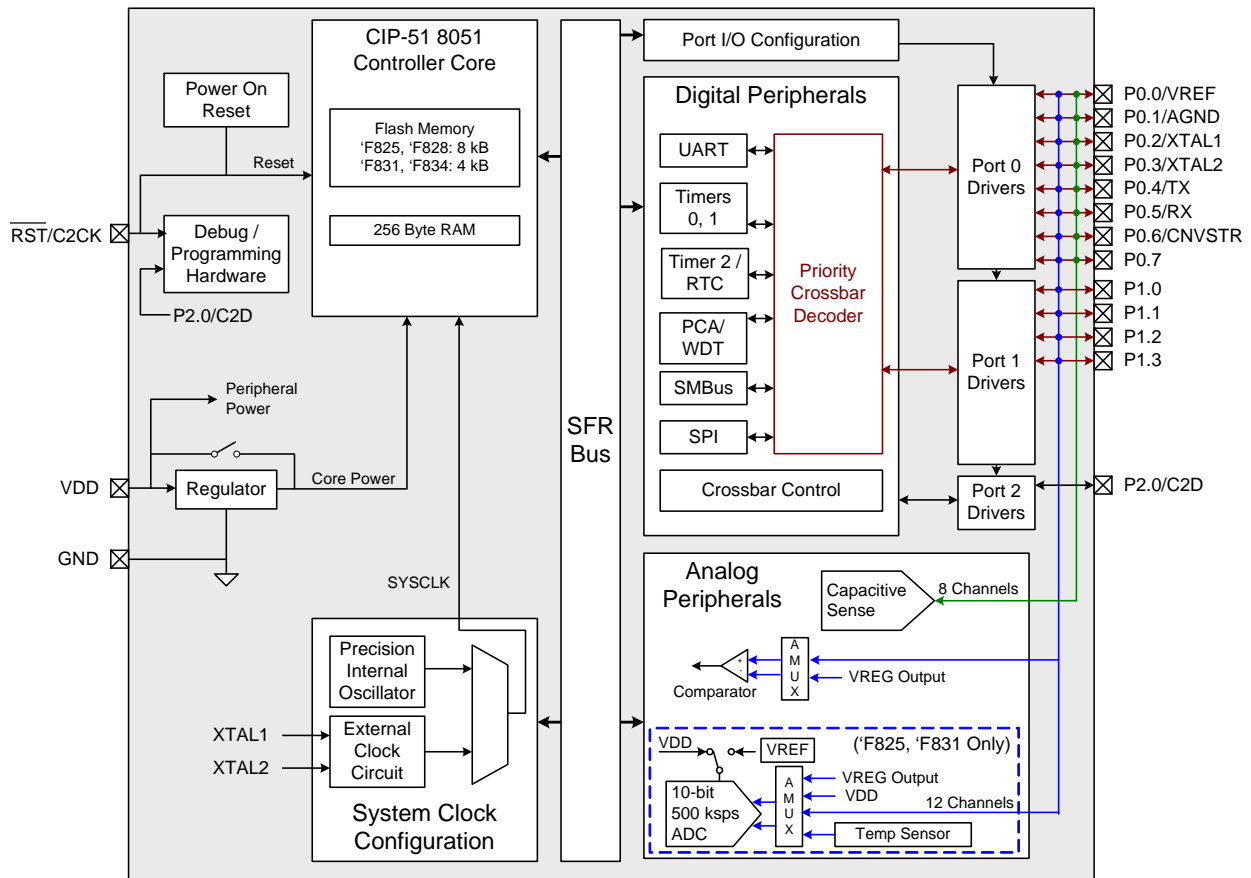 CIP-51 8051
Controller Core
Flash Memory
‘F825, ‘F828: 8 kB
‘F831, ‘F834: 4 kB
256 Byte RAM
Power On
Reset
Reset
RST/C2CK
Debug /
Programming
Hardware
P2.0/C2D
Peripheral
Power
VDD
Regulator
Core Power
GND
SYSCLK
Precision
Internal
Oscillator
XTAL1
XTAL2
External
Clock
Circuit
System Clock
Configuration
SFR
Bus
Port I/O Configuration
Digital Peripherals
UART
Timers
0, 1
Timer 2 /
RTC
PCA/
WDT
SMBus
SPI
Priority
Crossbar
Decoder
Crossbar Control
Port 0
Drivers
Port 1
Drivers
Port 2
Drivers
P0.0/VREF
P0.1/AGND
P0.2/XTAL1
P0.3/XTAL2
P0.4/TX
P0.5/RX
P0.6/CNVSTR
P0.7
P1.0
P1.1
P1.2
P1.3
P2.0/C2D
Analog
Peripherals
Capacitive
Sense
8 Channels
+
-
Comparator
A
M
U
X
VREG Output
(‘F825, ‘F831 Only)
VDD
VREF
10-bit
500 ksps
ADC
A
M
U
X
VREG Output
VDD
12 Channels
Temp Sensor